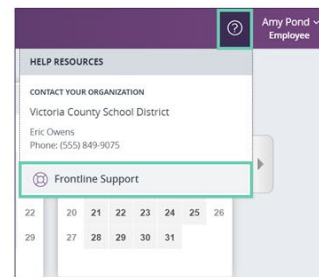 ?
Amy Pond
Employee
HELP RESOURCES
CONTACT YOUR ORGANIZATION
Victoria County School District
Eric Owens
Phone: (555) 849-9075
Frontline Support
22 20 21 22 23 24 25 26
29 27 28 29 30 31